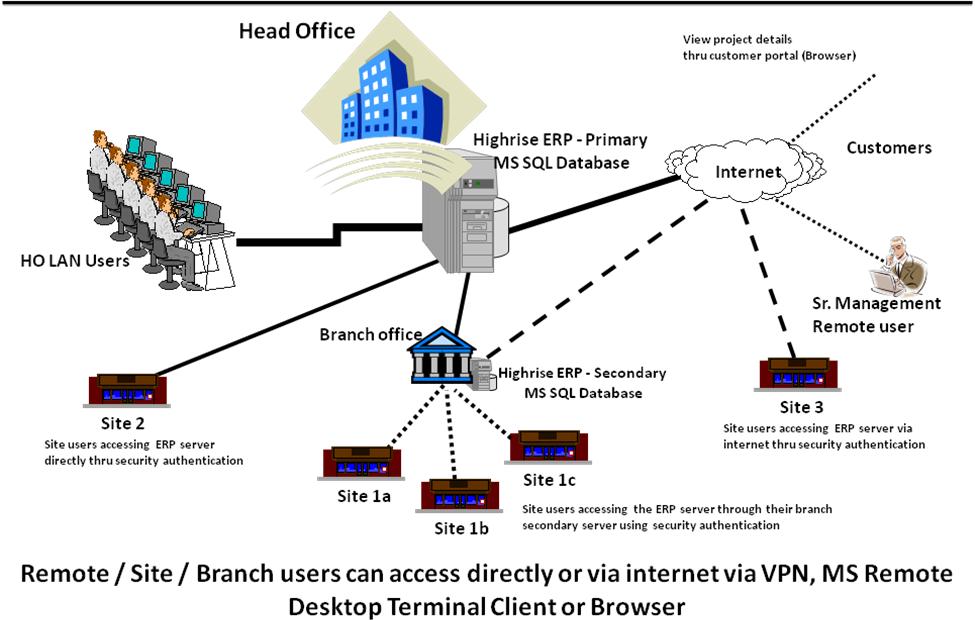 Head Office
View project details
thru customer portal (Browser)
Highrise ERP - Primary
MS SQL Database
Customers
Internet
HO LAN Users
Sr. Management
Remote user
Branch office
Highrise ERP - Secondary
MS SQL Database
Site 2
Site users accessing ERP server
directly thru security authentication
Site 3
Site users accessing ERP server via
internet thru security authentication
Site 1a
Site 1c
Site 1b
Site users accessing the ERP server through their branch
secondary server using security authentication
Remote / Site / Branch users can access directly or via internet via VPN, MS Remote
Desktop Terminal Client or Browser